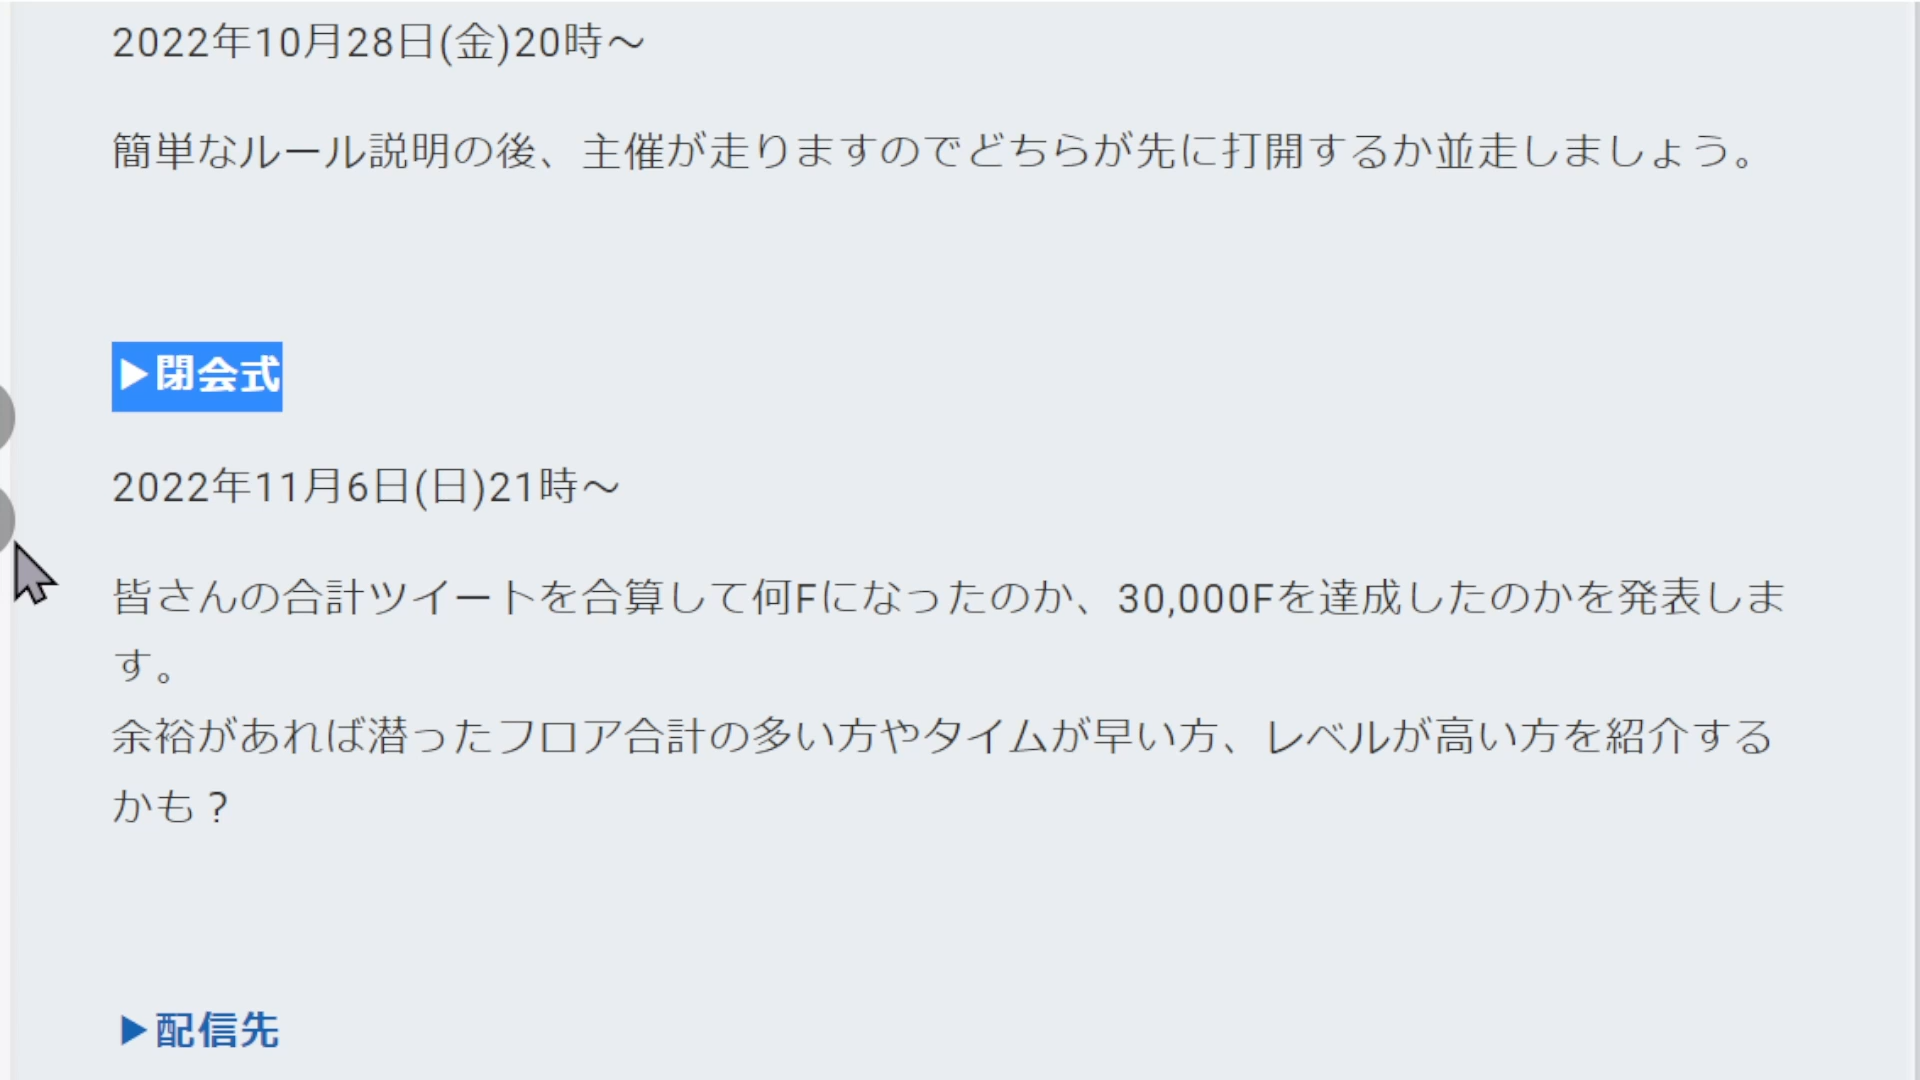 2022年10月28日(金)20時～
簡単なルール説明の後、主催が走りますのでどちらが先に打開するか並走しましょう。
▶閉会式
2022年11月6日(日)21時～
皆さんの合計ツイートを合算して何Fになったのか、30,000Fを達成したのかを発表しま
す。
余裕があれば潜ったフロア合計の多い方やタイムが早い方、レベルが高い方を紹介する
かも？
▶配信先